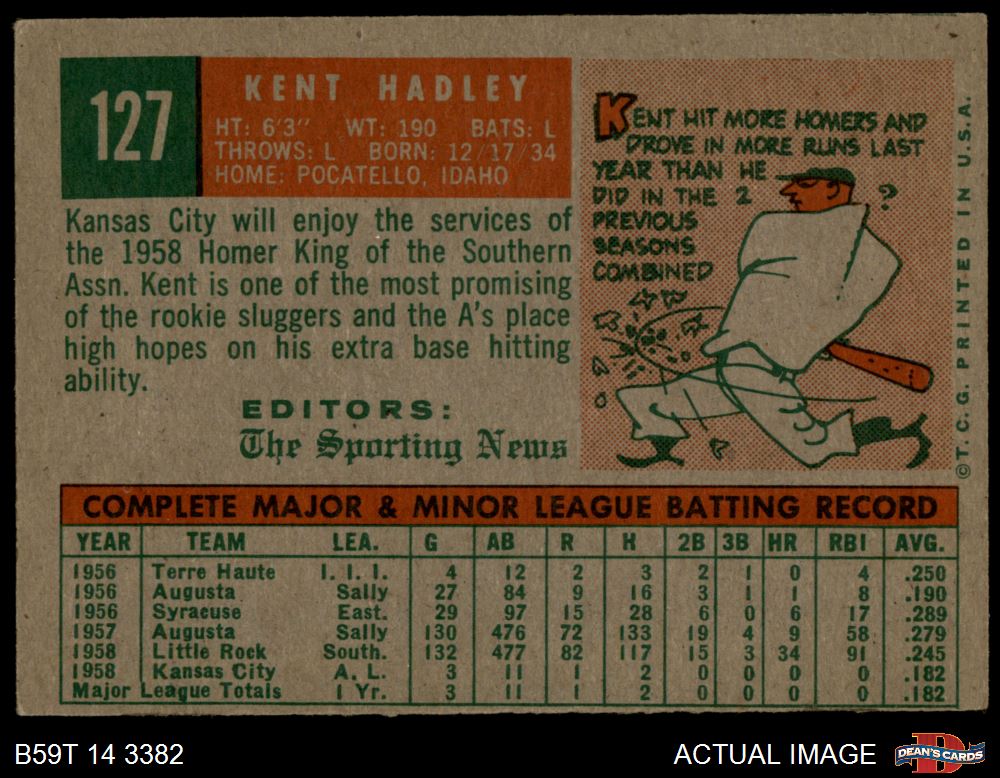 127
KENT HADLEY
HT: 6'3" WT: 190 BATS: L
THROWS: L BORN: 12/17/34
HOME: POCATELLO, IDAHO
Kansas City will enjoy the services of
the 1958 Homer King of the Southern
Assn. Kent is one of the most promising
of the rookie sluggers and the A's place
high hopes on his extra base hitting
ability.
EDITORS:
The Sporting News
KENT HIT MORE HOMERS AND
DROVE IN MORE RUNS LAST
YEAR THAN HE
DID IN THE 2
PREVIOUS
SEASONS
COMBINED
?
©T.C.G. PRINTED IN U.S.A.
COMPLETE MAJOR & MINOR LEAGUE BATTING RECORD
YEAR TEAM LEA. G AB R H 2B 3B HR RBI AVG.
1956 Terre Haute I. I. I. 4 12 2 3 2 1 0 4 .250
1956 Augusta Sally 27 84 9 16 3 1 1 8 .190
1956 Syracuse East. 29 97 15 28 6 0 6 17 .289
1957 Augusta Sally 130 476 72 133 19 4 9 58 .279
1958 Little Rock South. 132 477 82 117 15 3 34 91 .245
1958 Kansas City A. L. 3 11 1 2 0 0 0 0 .182
Major League Totals 1 Yr. 3 11 1 2 0 0 0 0 .182
B59T 14 3382
ACTUAL IMAGE
DEAN'S CARDS